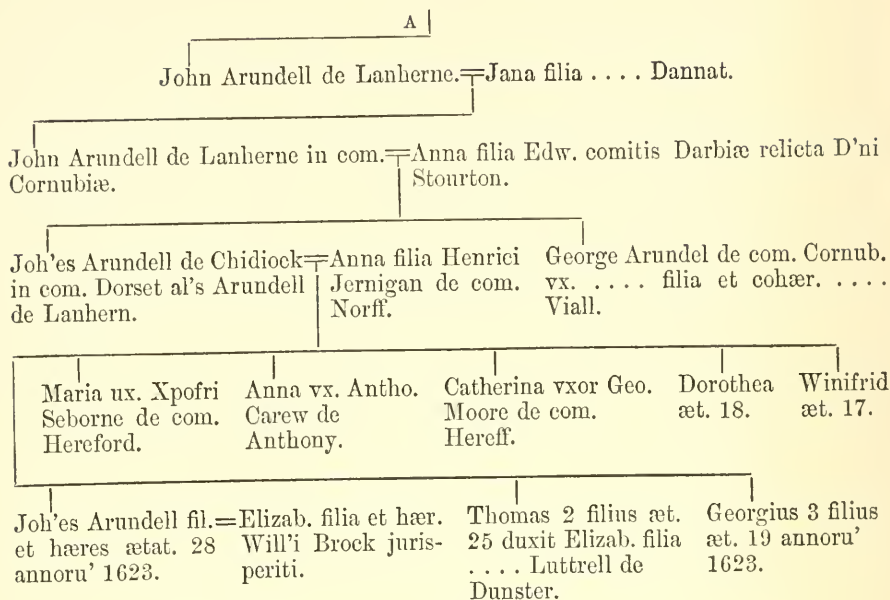 A
John Arundell de Lanherne.=Jana filia . . . . Dannat.
John Arundell de Lanherne in com.=Anna filia Edw. comitis Darbiæ relicta D'ni
Cornubiæ.
Stourton.
Joh'es Arundell de Chidiock=Anna filia Henrici
in com. Dorset al's Arundell
de Lanhern.
Jernigan de com.
Norff.
George Arundel de com. Cornub.
vx. . . . . filia et cohær. . . . .
Viall.
Maria ux. Xpofri
Seborne de com.
Hereford.
Anna vx. Antho.
Carew de
Anthony.
Catherina vxor Geo.
Moore de com.
Hereff.
Dorothea
æt. 18.
Winifrid
æt. 17.
Joh'es Arundell fil.=Elizab. filia et hær.
et hæres ætat. 28
annoru' 1623.
Will'i Brock juris-
periti.
Thomas 2 filius æt.
25 duxit Elizab. filia
. . . . Luttrell de
Dunster.
Georgius 3 filius
æt. 19 annoru'
1623.